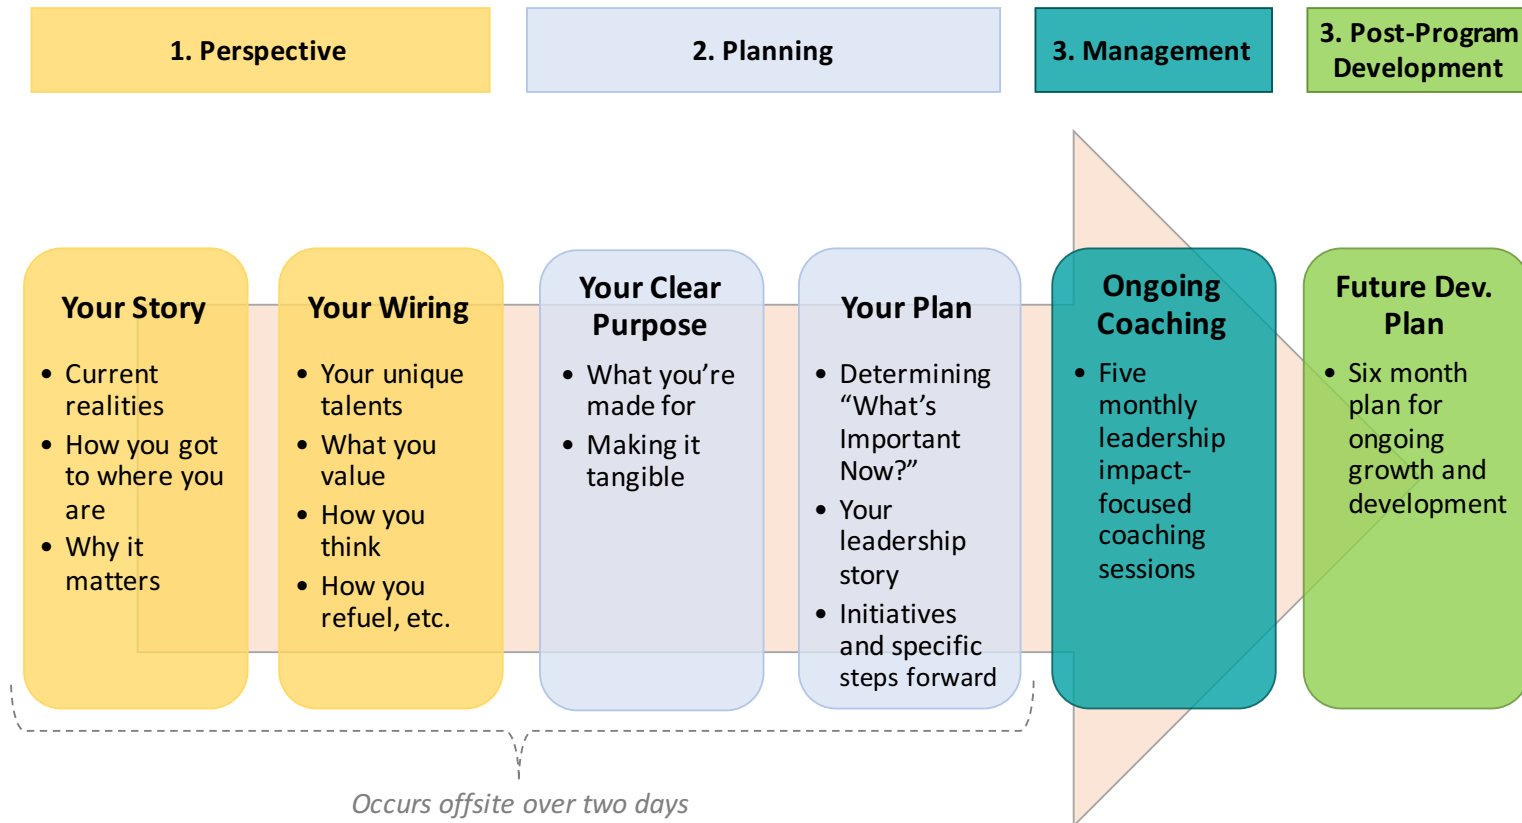 1. Perspective
2. Planning
3. Management
3. Post-Program
Development
Your Story
• Current
realities
• How you got
to where you
are
• Why it
matters
Your Wiring
• Your unique
talents
• What you
value
• How you
think
• How you
refuel, etc.
Your Clear
Purpose
• What you’re
made for
• Making it
tangible
Your Plan
• Determining
“What’s
Important
Now?”
• Your
leadership
story
• Initiatives
and specific
steps forward
Ongoing
Coaching
• Five
monthly
leadership
impact-
focused
coaching
sessions
Future Dev.
Plan
• Six month
plan for
ongoing
growth and
development
Occurs offsite over two days